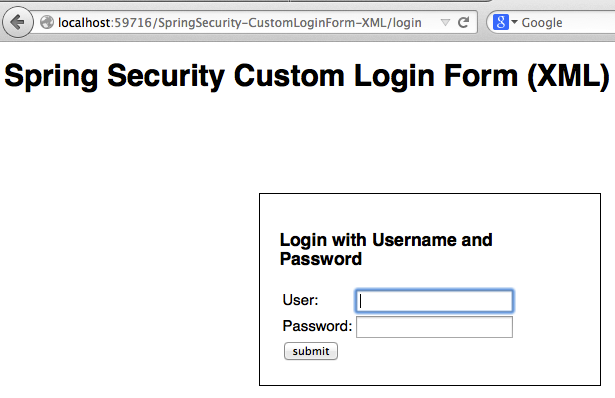 localhost:59716/SpringSecurity-CustomLoginForm-XML/login
Google
Spring Security Custom Login Form (XML)
Login with Username and
Password
User:
Password:
submit